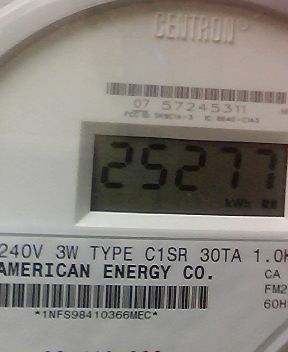 CENTRON®
07 57245311
25277
kWh
240V 3W TYPE C1SR 30TA 1.0K
AMERICAN ENERGY CO.
CA
FM2
60H
*1NFS98410366MEC*